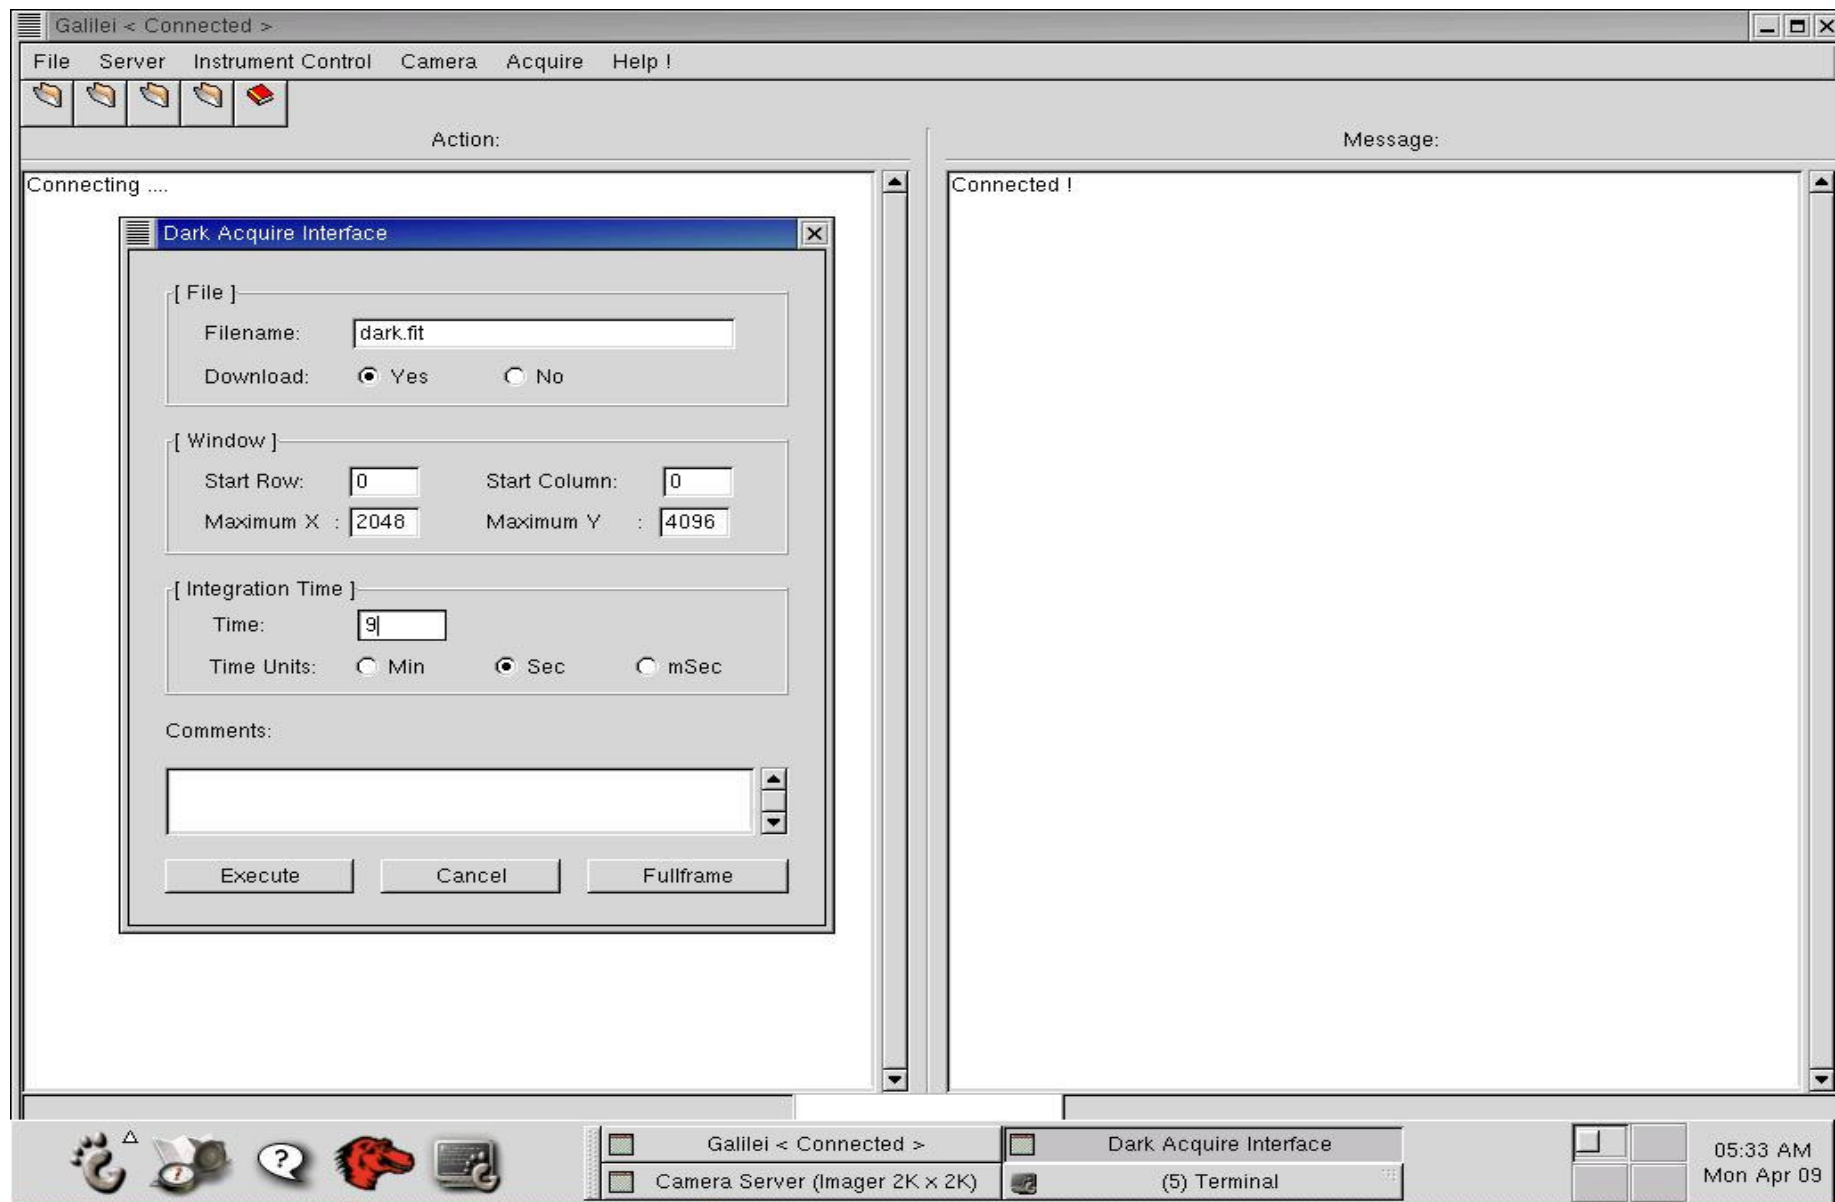 Galilei < Connected >
File Server Instrument Control Camera Acquire Help !
Action:
Message:
Connecting ....
Connected !
Dark Acquire Interface
[ File ]
Filename: dark.fit
Download: Yes No
[ Window ]
Start Row: 0 Start Column: 0
Maximum X : 2048 Maximum Y : 4096
[ Integration Time ]
Time: 9
Time Units: Min Sec mSec
Comments:
Execute Cancel Fullframe
Galilei < Connected > Dark Acquire Interface
Camera Server (Imager 2K x 2K) (5) Terminal
05:33 AM
Mon Apr 09